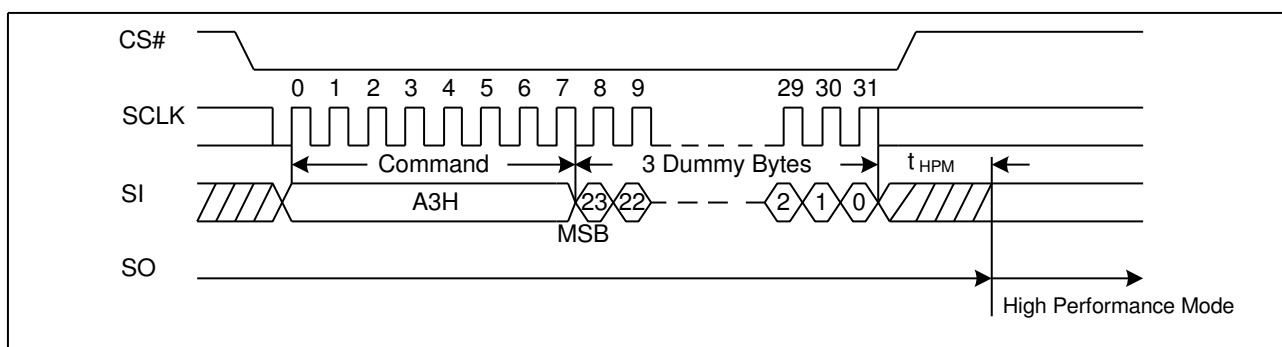 CS#
0 1 2 3 4 5 6 7 8 9 29 30 31
SCLK
Command 3 Dummy Bytes tHPM
SI A3H 23 22 2 1 0
MSB
SO
High Performance Mode